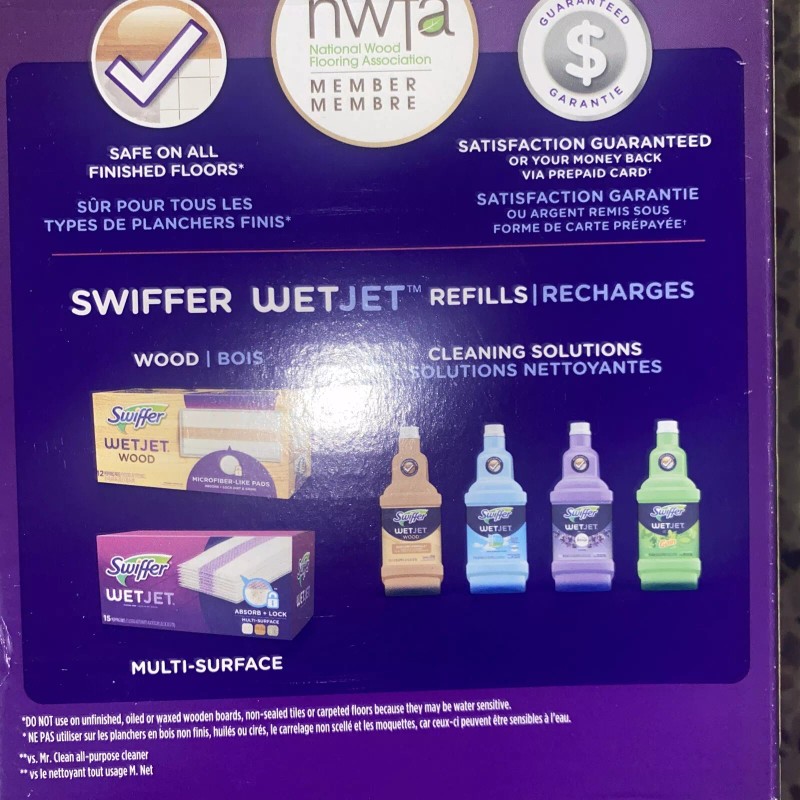 nwfa
National Wood
Flooring Association
MEMBER
MEMBRE
GUARANTEED
$
GARANTIE
SAFE ON ALL
FINISHED FLOORS*
SÛR POUR TOUS LES
TYPES DE PLANCHERS FINIS*
SATISFACTION GUARANTEED
OR YOUR MONEY BACK
VIA PREPAID CARD†
SATISFACTION GARANTIE
OU ARGENT REMIS SOUS
FORME DE CARTE PRÉPAYÉE†
SWIFFER WETJET™ REFILLS|RECHARGES
WOOD | BOIS
CLEANING SOLUTIONS
SOLUTIONS NETTOYANTES
Swiffer
WETJET
WOOD
12
MICROFIBER-LIKE PADS
Swiffer
WETJET
WOOD
Swiffer
WETJET
Swiffer
WETJET
Swiffer
WETJET
Swiffer
WETJET
15
ABSORB + LOCK
MULTI-SURFACE
WETJET
MULTI-SURFACE
*DO NOT use on unfinished, oiled or waxed wooden boards, non-sealed tiles or carpeted floors because they may be water sensitive.
* NE PAS utiliser sur les planchers en bois non finis, huilés ou cirés, le carrelage non scellé et les moquettes, car ceux-ci peuvent être sensibles à l'eau.
**vs. Mr. Clean all-purpose cleaner
** vs le nettoyant tout usage M. Net